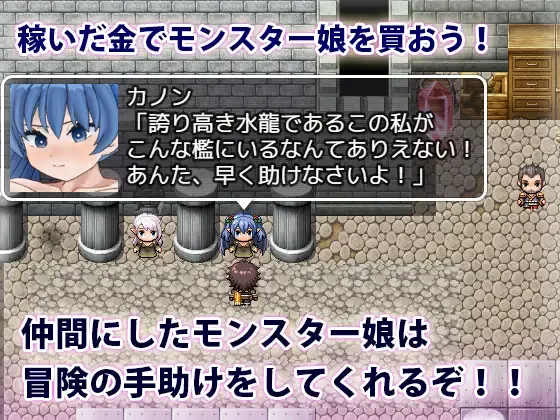 稼いだ金でモンスター娘を買おう！
カノン
「誇り高き水龍であるこの私が
こんな檻にいるなんてありえない！
あんた、早く助けなさいよ！」
仲間にしたモンスター娘は
冒険の手助けをしてくれるぞ！！